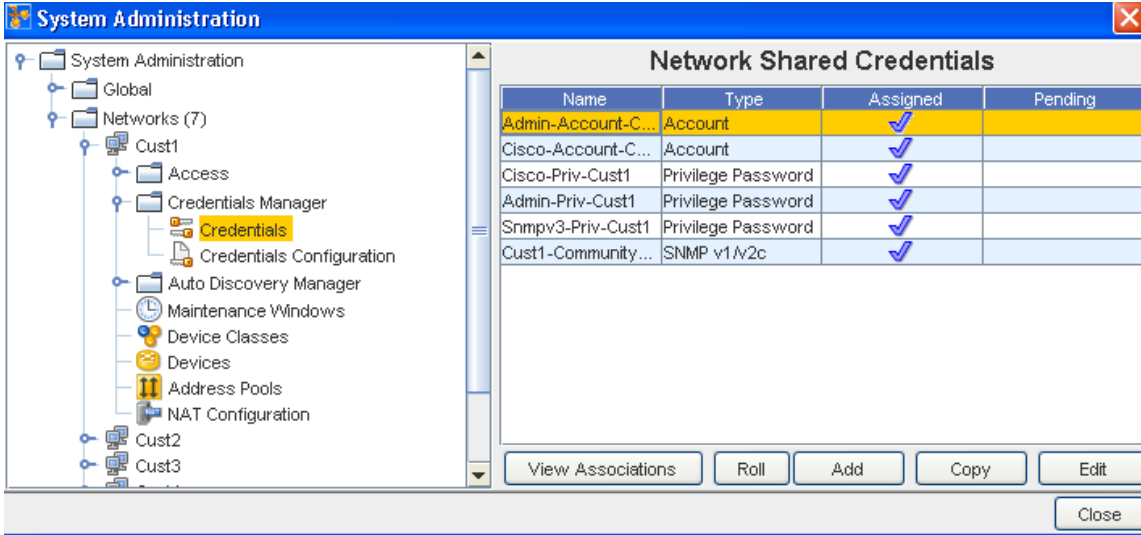 System Administration
System Administration
Global
Networks (7)
Cust1
Access
Credentials Manager
Credentials
Credentials Configuration
Auto Discovery Manager
Maintenance Windows
Device Classes
Devices
Address Pools
NAT Configuration
Cust2
Cust3
Network Shared Credentials
Name Type Assigned Pending
Admin-Account-C... Account
Cisco-Account-C... Account
Cisco-Priv-Cust1 Privilege Password
Admin-Priv-Cust1 Privilege Password
Snmpv3-Priv-Cust1 Privilege Password
Cust1-Community... SNMP v1/v2c
View Associations Roll Add Copy Edit
Close